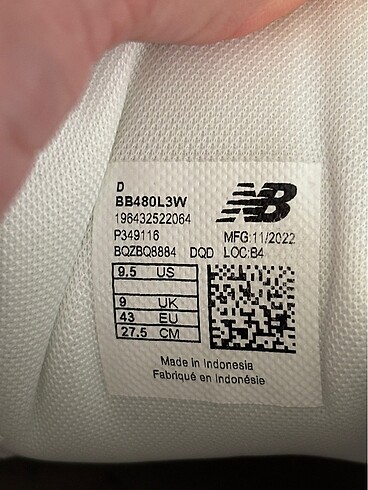 D
BB480L3W
196432522064
P349116 MFG:11/2022
BQZBQ8884 DQD LOC:B4
9.5 US
9 UK
43 EU
27.5 CM
Made in Indonesia
Fabriqué en Indonésie
NB